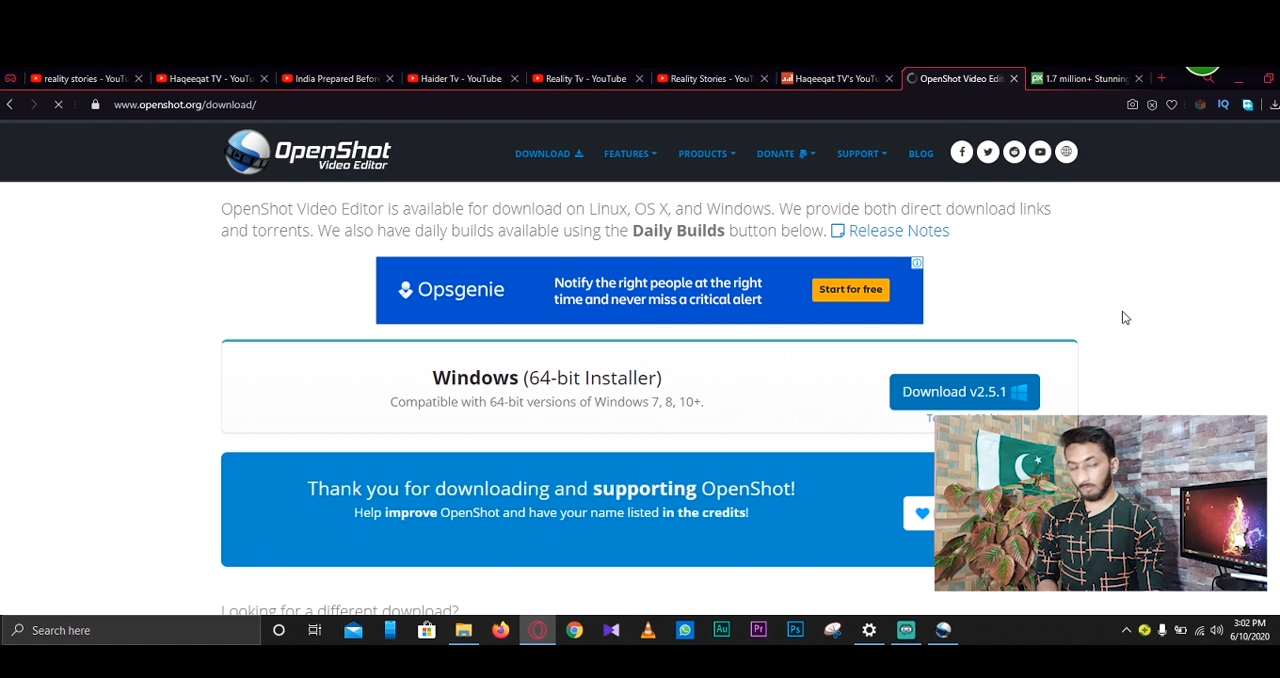 reality stories - YouTu
Haqeeqat TV - YouTu
India Prepared Before
Haider Tv - YouTube
Reality Tv - YouTube
Reality Stories - YouT
Haqeeqat TV's YouTu
OpenShot Video Edit
1.7 million+ Stunning
www.openshot.org/download/
IQ
OpenShot
Video Editor
DOWNLOAD
FEATURES
PRODUCTS
DONATE
SUPPORT
BLOG
OpenShot Video Editor is available for download on Linux, OS X, and Windows. We provide both direct download links
and torrents. We also have daily builds available using the Daily Builds button below. Release Notes
Opsgenie
Notify the right people at the right
time and never miss a critical alert
Start for free
Windows (64-bit Installer)
Compatible with 64-bit versions of Windows 7, 8, 10+.
Download v2.5.1
Thank you for downloading and supporting OpenShot!
Help improve OpenShot and have your name listed in the credits!
Looking for a different download?
Search here
Au
Pr
Ps
3:02 PM
6/10/2020